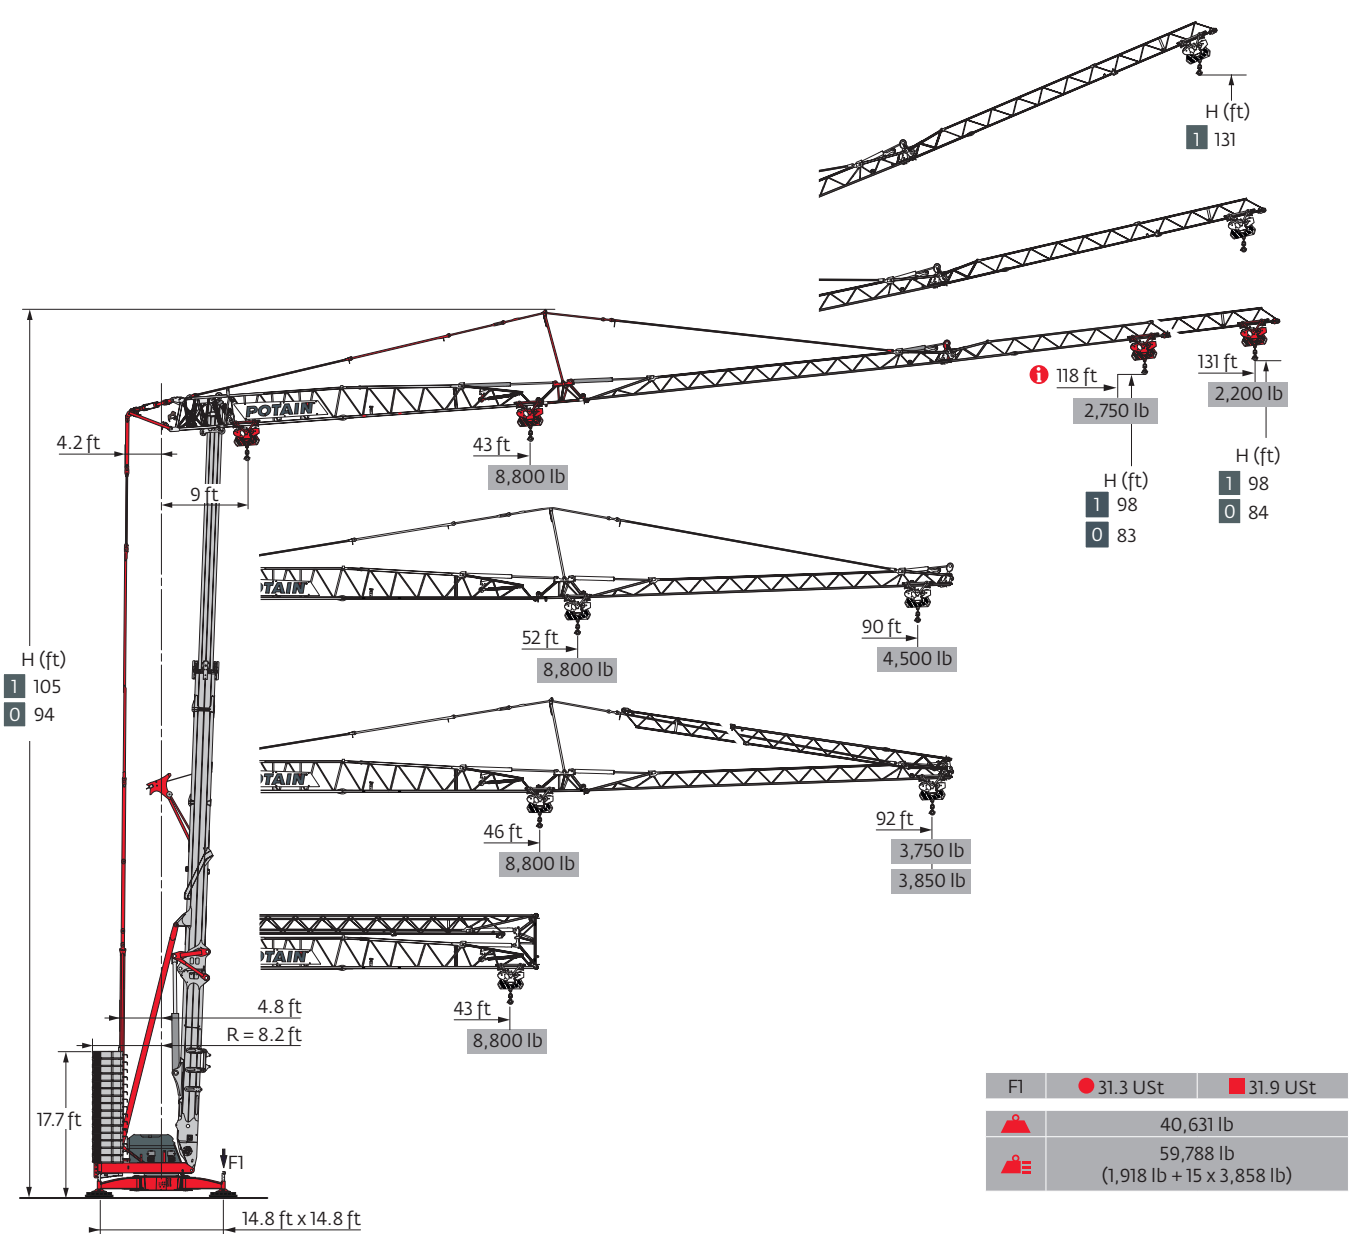 H (ft)
1 131
POTAIN
4.2 ft
9 ft
43 ft
8,800 lb
i 118 ft
2,750 lb
131 ft
2,200 lb
H (ft)
1 98
0 83
H (ft)
1 98
0 84
TAIN
52 ft
8,800 lb
90 ft
4,500 lb
H (ft)
1 105
0 94
TAIN
46 ft
8,800 lb
92 ft
3,750 lb
3,850 lb
TAIN
43 ft
8,800 lb
4.8 ft
R = 8.2 ft
17.7 ft
F1
14.8 ft x 14.8 ft
F1 31.3 USt 31.9 USt
40,631 lb
59,788 lb
(1,918 lb + 15 x 3,858 lb)